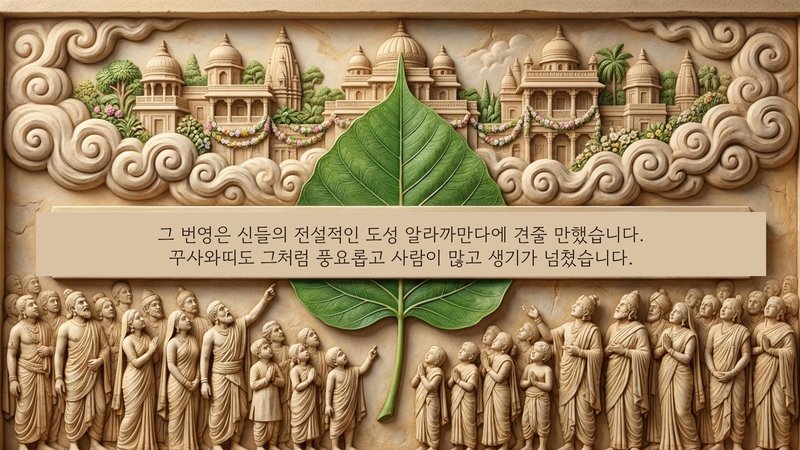 그 번영은 신들의 전설적인 도성 알라까만다에 견줄 만했습니다.
꾸사와띠도 그처럼 풍요롭고 사람이 많고 생기가 넘쳤습니다.